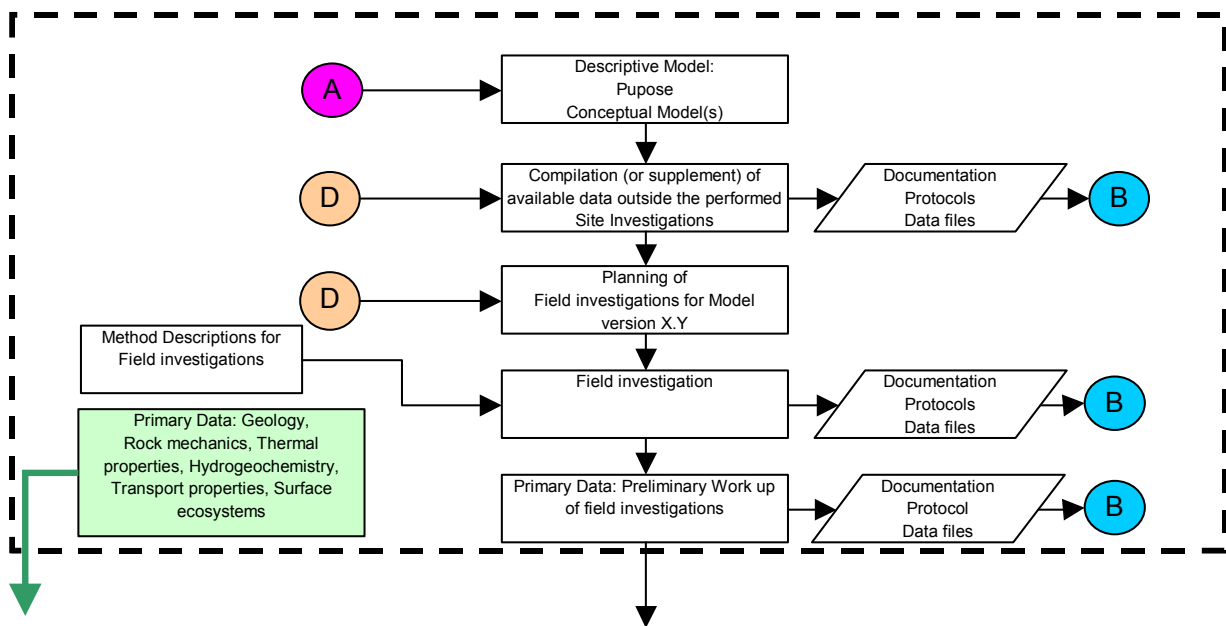 A
Descriptive Model:
Pupose
Conceptual Model(s)
D
Compilation (or supplement) of
available data outside the performed
Site Investigations
Documentation
Protocols
Data files
B
D
Planning of
Field investigations for Model
version X.Y
Method Descriptions for
Field investigations
Field investigation
Documentation
Protocols
Data files
B
Primary Data: Geology,
Rock mechanics, Thermal
properties, Hydrogeochemistry,
Transport properties, Surface
ecosystems
Primary Data: Preliminary Work up
of field investigations
Documentation
Protocol
Data files
B